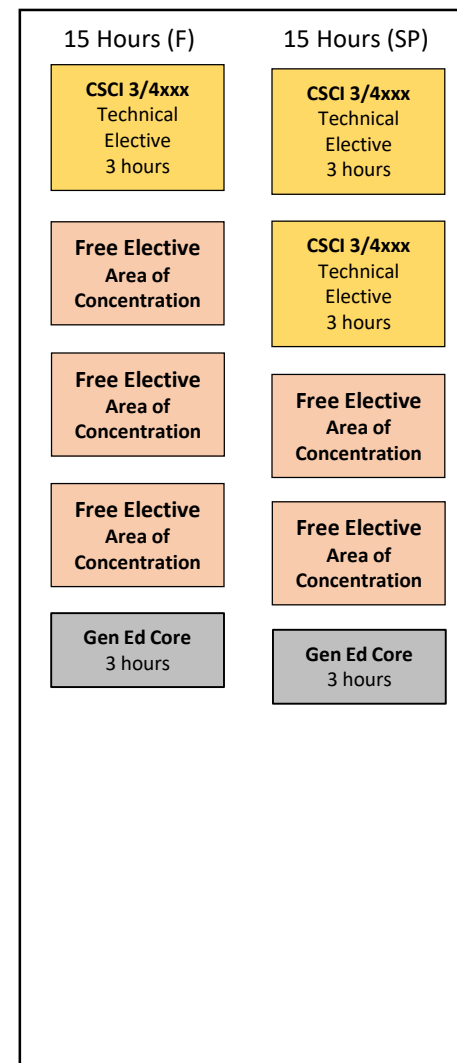 15 Hours (F)
CSCI 3/4xxx
Technical
Elective
3 hours
Free Elective
Area of
Concentration
Free Elective
Area of
Concentration
Free Elective
Area of
Concentration
Gen Ed Core
3 hours
15 Hours (SP)
CSCI 3/4xxx
Technical
Elective
3 hours
CSCI 3/4xxx
Technical
Elective
3 hours
Free Elective
Area of
Concentration
Free Elective
Area of
Concentration
Gen Ed Core
3 hours